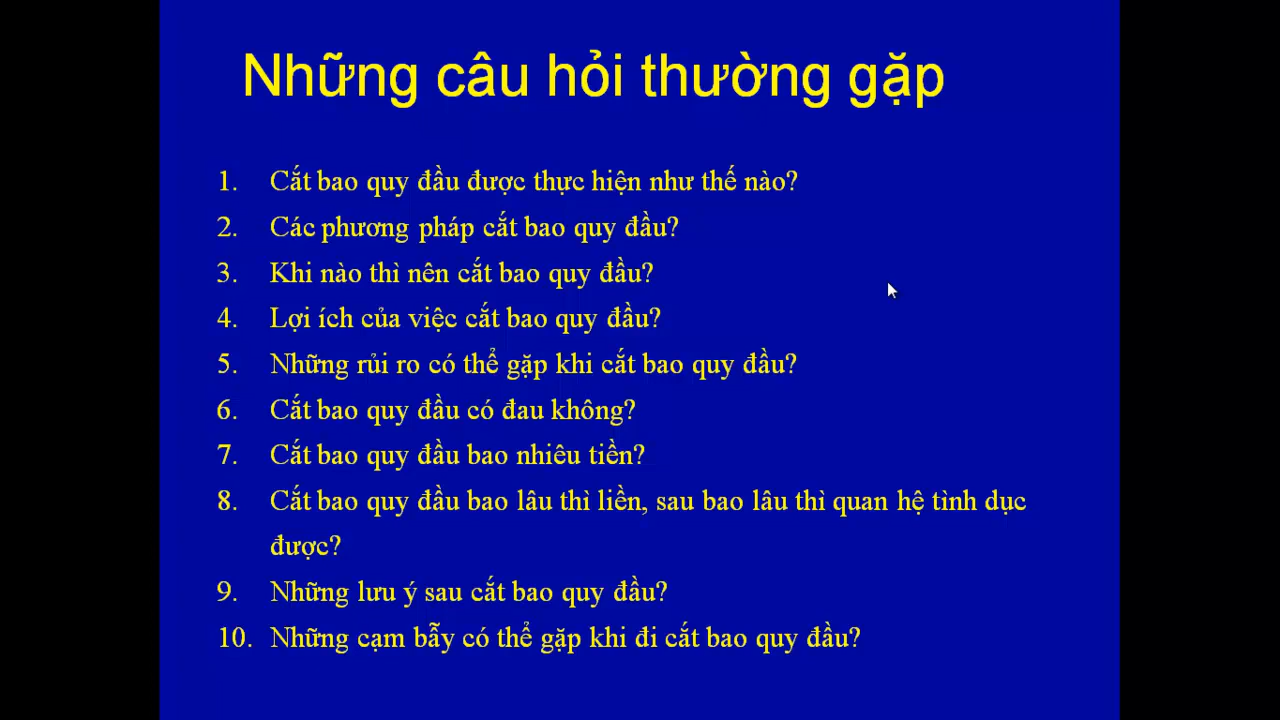 Những câu hỏi thường gặp
1. Cắt bao quy đầu được thực hiện như thế nào?
2. Các phương pháp cắt bao quy đầu?
3. Khi nào thì nên cắt bao quy đầu?
4. Lợi ích của việc cắt bao quy đầu?
5. Những rủi ro có thể gặp khi cắt bao quy đầu?
6. Cắt bao quy đầu có đau không?
7. Cắt bao quy đầu bao nhiêu tiền?
8. Cắt bao quy đầu bao lâu thì liền, sau bao lâu thì quan hệ tình dục
được?
9. Những lưu ý sau cắt bao quy đầu?
10. Những cạm bẫy có thể gặp khi đi cắt bao quy đầu?